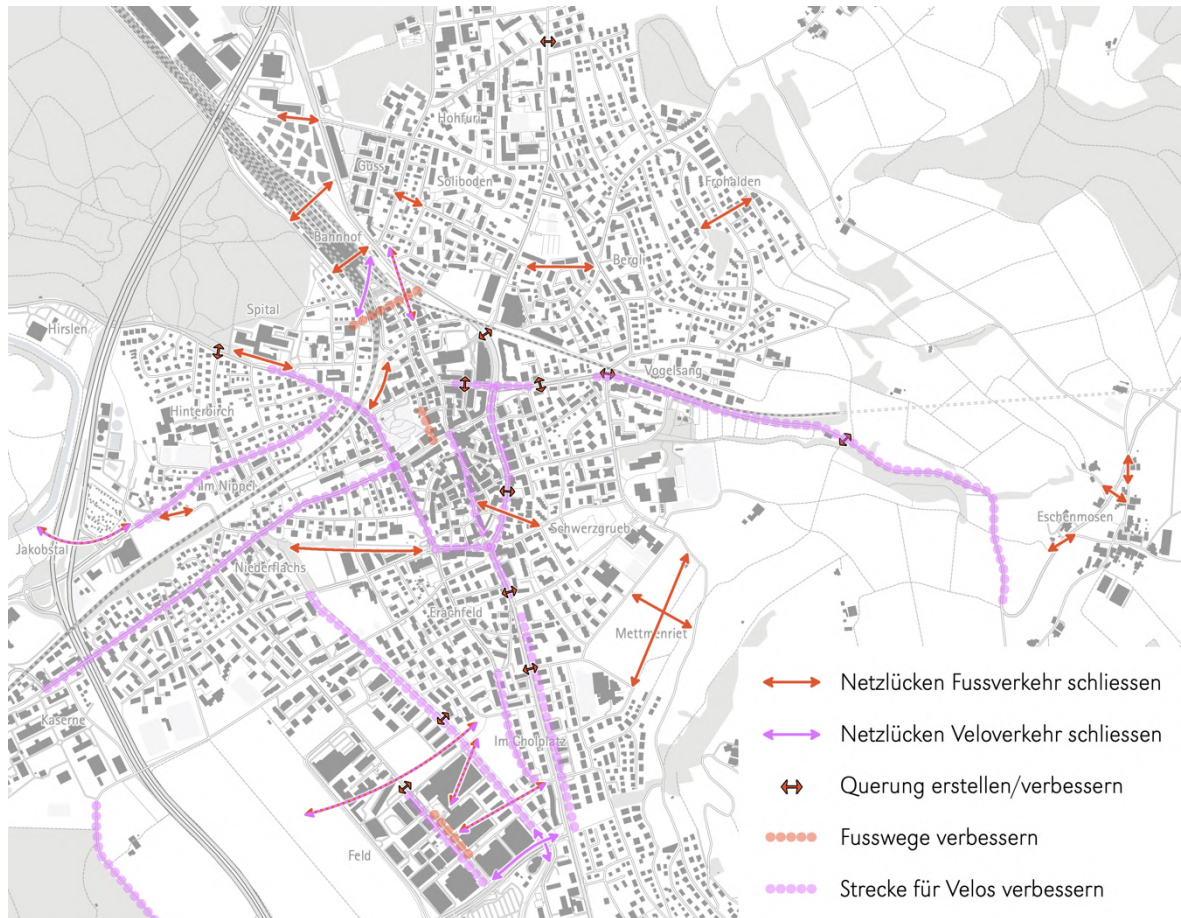 Hohfuri
Guss
Soliboden
Frohalden
Bahnhof
Bergli
Spital
Hirslen
Vogelsang
Hinterbirch
Im Nippel
Eschenmosen
Jakobstal
Schwerzgrueb
Niederflachs
Erachfeld
Mettmenriet
Kaserne
Im Cholplatz
Feld
Netzlücken Fussverkehr schliessen
Netzlücken Veloverkehr schliessen
Querung erstellen/verbessern
Fusswege verbessern
Strecke für Velos verbessern